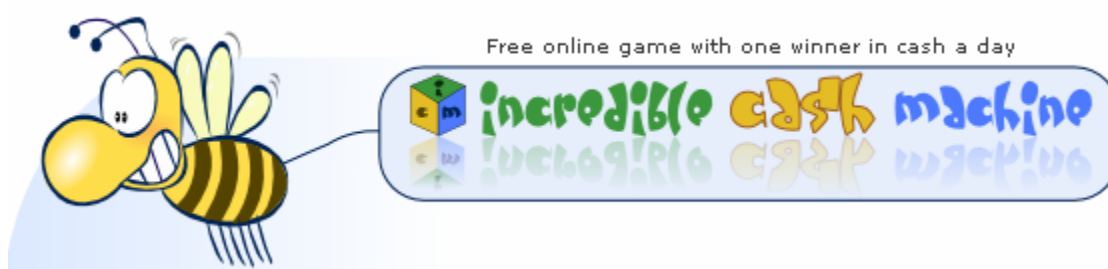 Free online game with one winner in cash a day
i c m incredible cash machine